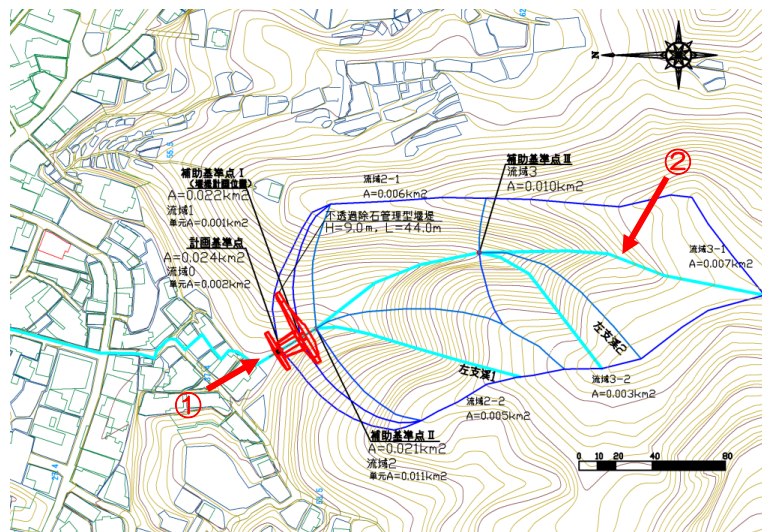 N
補助基準点Ⅰ
(堰堤計画位置)
A=0.022km2
流域1
単元A=0.001km2
計画基準点
A=0.024km2
流域0
単元A=0.002km2
流域2-1
A=0.006km2
不透過除石管理型堰堤
H=9.0m, L=44.0m
補助基準点Ⅲ
流域3
A=0.010km2
②
流域3-1
A=0.007km2
左支渓2
左支渓1
流域3-2
A=0.003km2
流域2-2
A=0.005km2
①
補助基準点Ⅱ
A=0.021km2
流域2
単元A=0.011km2
0 10 20 40 80